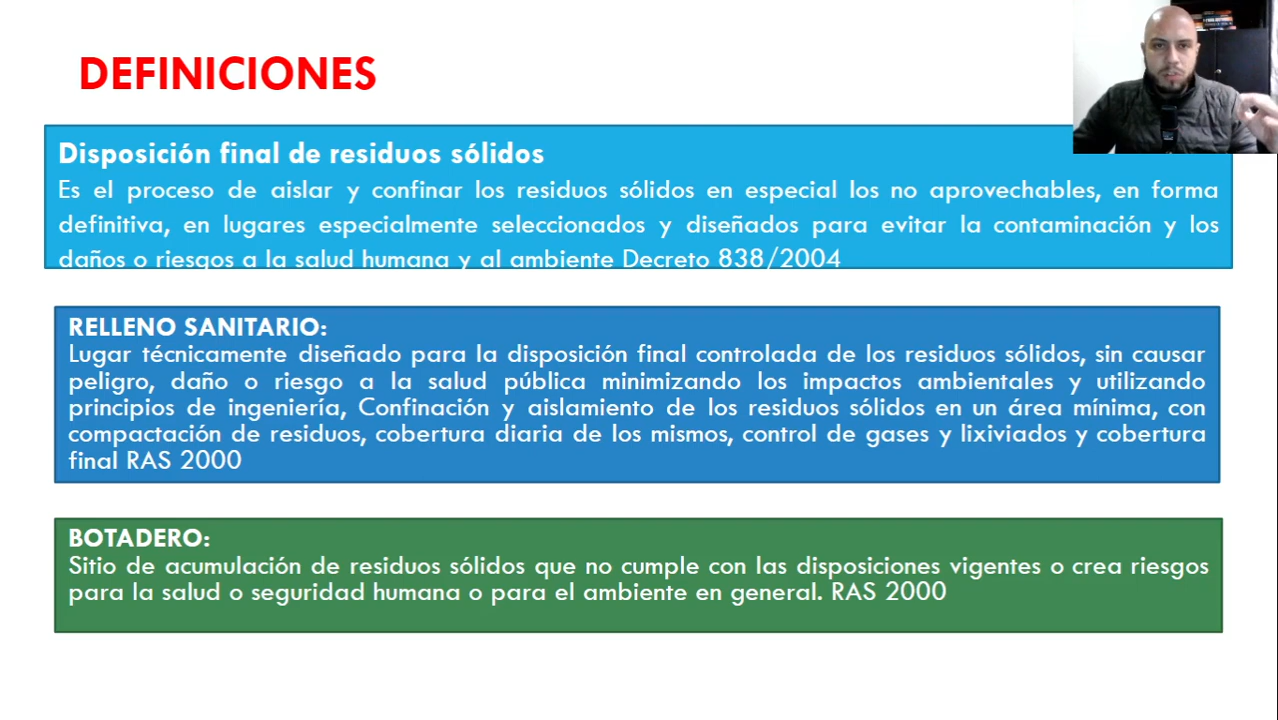 DEFINICIONES
Disposición final de residuos sólidos
Es el proceso de aislar y confinar los residuos sólidos en especial los no aprovechables, en forma
definitiva, en lugares especialmente seleccionados y diseñados para evitar la contaminación y los
daños o riesgos a la salud humana y al ambiente Decreto 838/2004
RELLENO SANITARIO:
Lugar técnicamente diseñado para la disposición final controlada de los residuos sólidos, sin causar
peligro, daño o riesgo a la salud pública minimizando los impactos ambientales y utilizando
principios de ingeniería, Confinación y aislamiento de los residuos sólidos en un área mínima, con
compactación de residuos, cobertura diaria de los mismos, control de gases y lixiviados y cobertura
final RAS 2000
BOTADERO:
Sitio de acumulación de residuos sólidos que no cumple con las disposiciones vigentes o crea riesgos
para la salud o seguridad humana o para el ambiente en general. RAS 2000